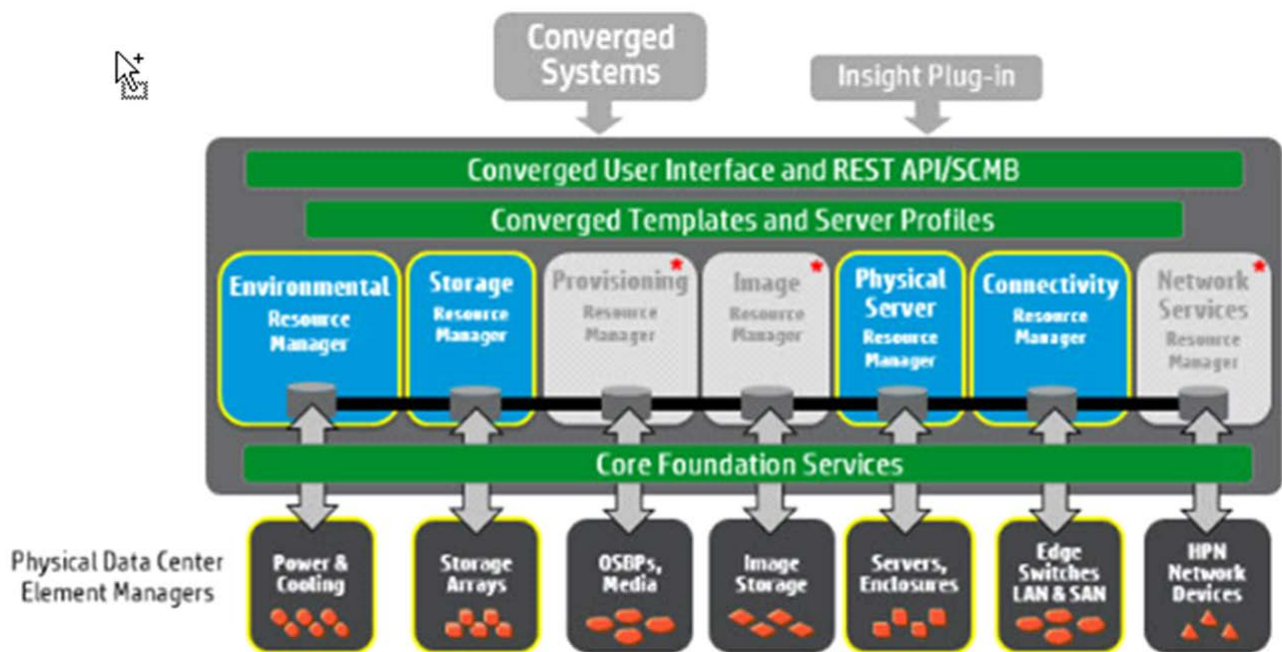 Converged
Systems
Insight Plug-in
Converged User Interface and REST API/SCMB
Converged Templates and Server Profiles
Environmental
Resource
Manager
Storage
Resource
Manager
Provisioning *
Resource
Manager
Image *
Resource
Manager
Physical
Server
Resource
Manager
Connectivity
Resource
Manager
Network *
Services
Resource
Manager
Core Foundation Services
Physical Data Center
Element Managers
Power &
Cooling
Storage
Arrays
OSBPs,
Media
Image
Storage
Servers,
Enclosures
Edge
Switches
LAN & SAN
HPN
Network
Devices